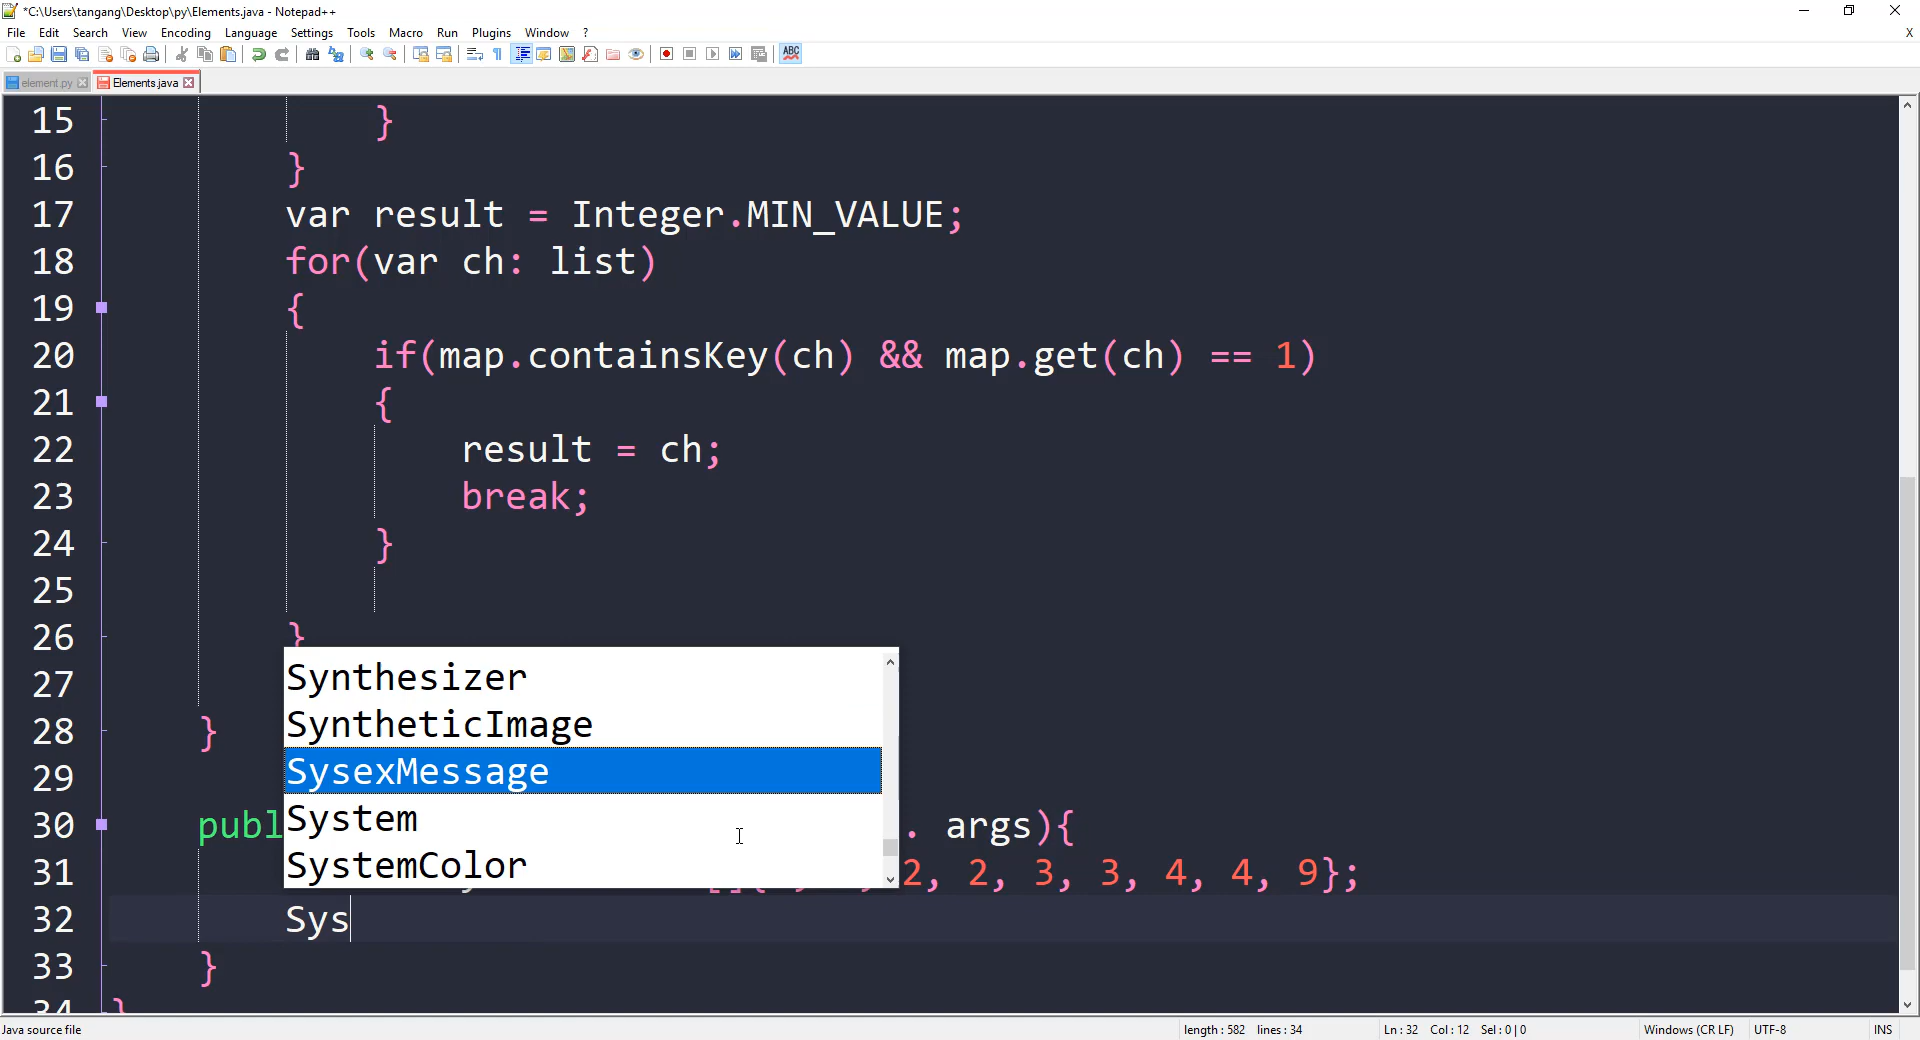 *C:\Users\tangang\Desktop\py\Elements.java - Notepad++
File Edit Search View Encoding Language Settings Tools Macro Run Plugins Window ? X
element.py Elements.java
15 }
16 }
17 var result = Integer.MIN_VALUE;
18 for(var ch: list)
19 {
20 if(map.containsKey(ch) && map.get(ch) == 1)
21 {
22 result = ch;
23 break;
24 }
25
26 }
27
28 }
29
30 publ . args){
31 2, 2, 3, 3, 4, 4, 9};
32 Sys
33 }
34 }
Synthesizer
SyntheticImage
SysexMessage
System
SystemColor
Java source file length : 582 lines : 34 Ln : 32 Col : 12 Sel : 0 | 0 Windows (CR LF) UTF-8 INS